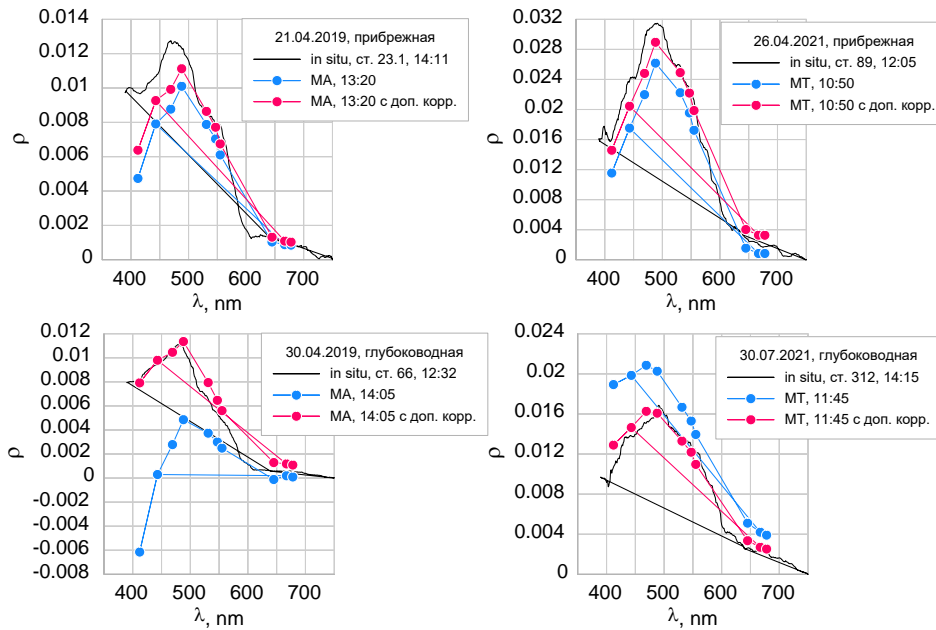 0.014
0.012
0.01
0.008
0.006
0.004
0.002
0
ρ
400 500 600 700
λ, nm
21.04.2019, прибрежная
in situ, ст. 23.1, 14:11
MA, 13:20
MA, 13:20 с доп. корр.
0.032
0.028
0.024
0.02
0.016
0.012
0.008
0.004
0
ρ
400 500 600 700
λ, nm
26.04.2021, прибрежная
in situ, ст. 89, 12:05
MT, 10:50
MT, 10:50 с доп. корр.
0.012
0.01
0.008
0.006
0.004
0.002
0
-0.002
-0.004
-0.006
-0.008
ρ
400 500 600 700
λ, nm
30.04.2019, глубоководная
in situ, ст. 66, 12:32
MA, 14:05
MA, 14:05 с доп. корр.
0.024
0.02
0.016
0.012
0.008
0.004
0
ρ
400 500 600 700
λ, nm
30.07.2021, глубоководная
in situ, ст. 312, 14:15
MT, 11:45
MT, 11:45 с доп. корр.